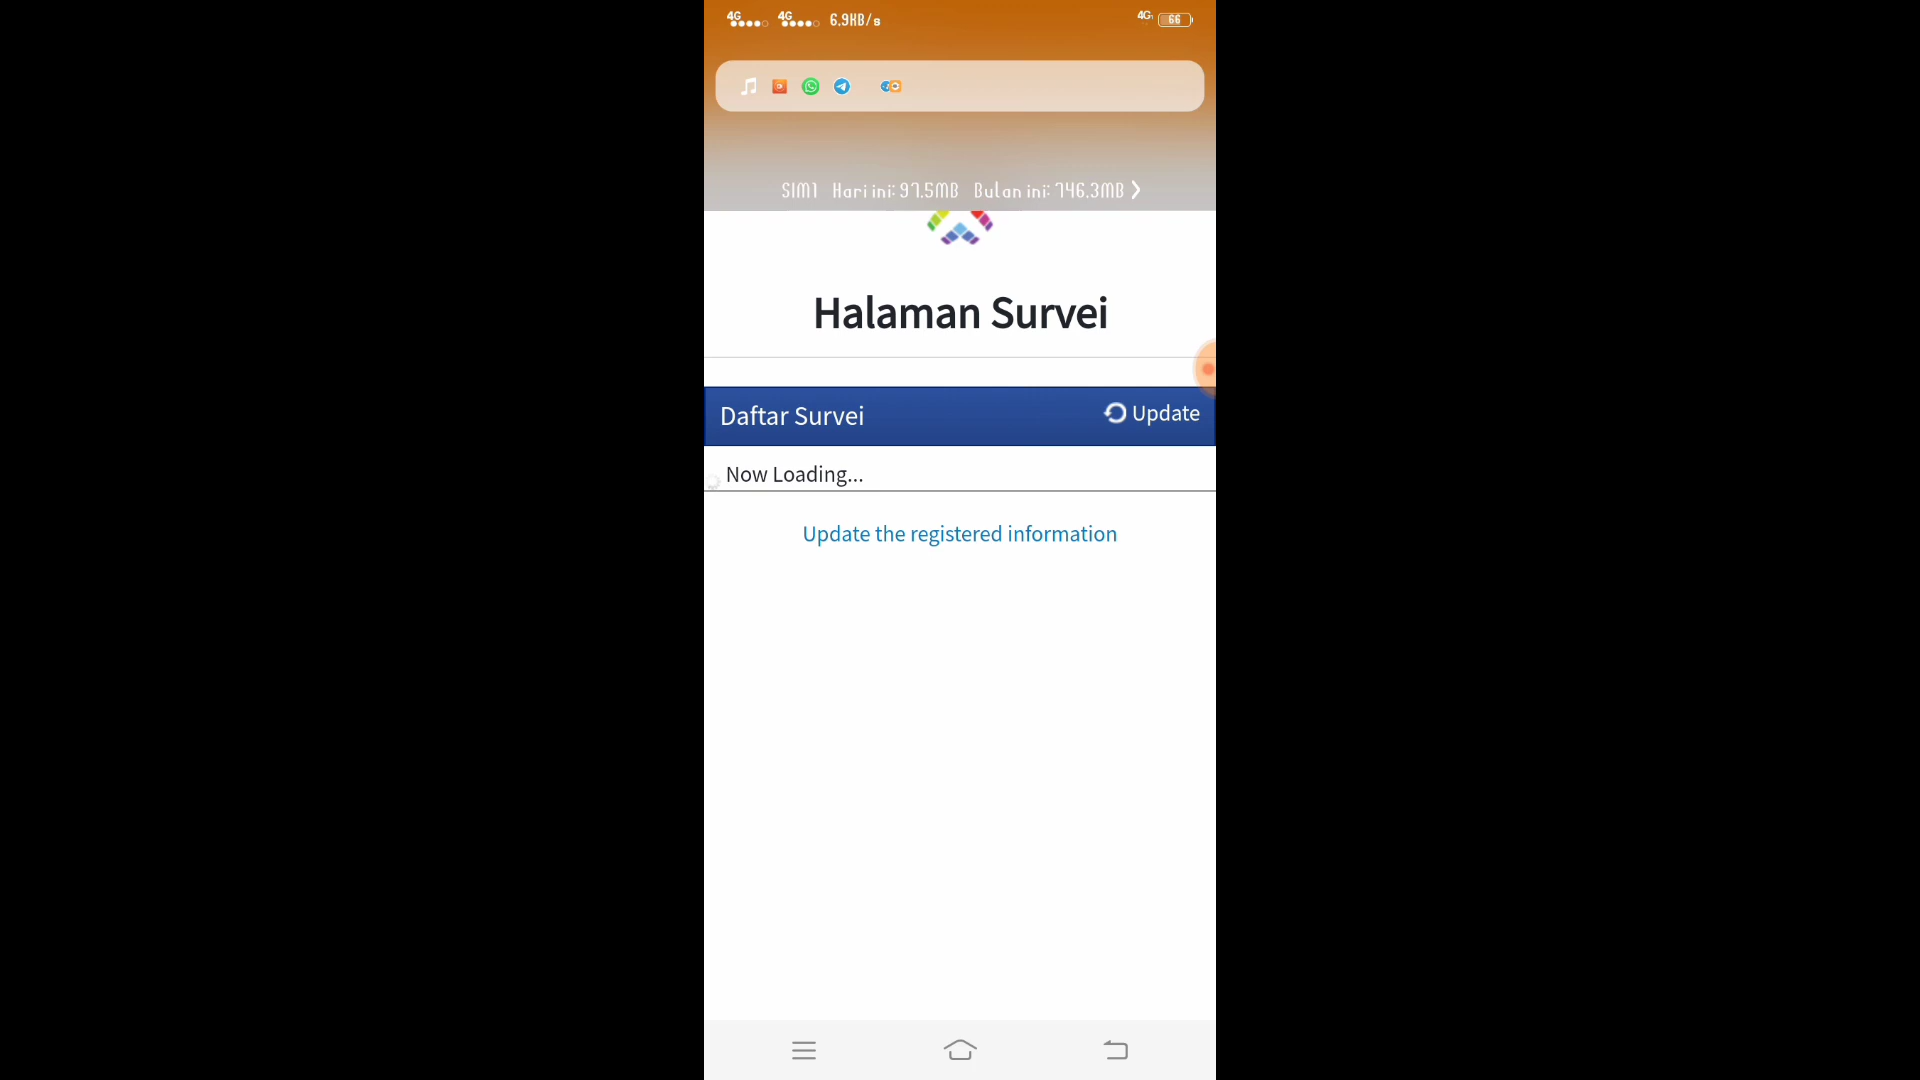 4G 4G 6.9KB/s 4G 66
SIM1 Hari ini: 97.5MB Bulan ini: 746.3MB
Halaman Survei
Daftar Survei Update
Now Loading...
Update the registered information